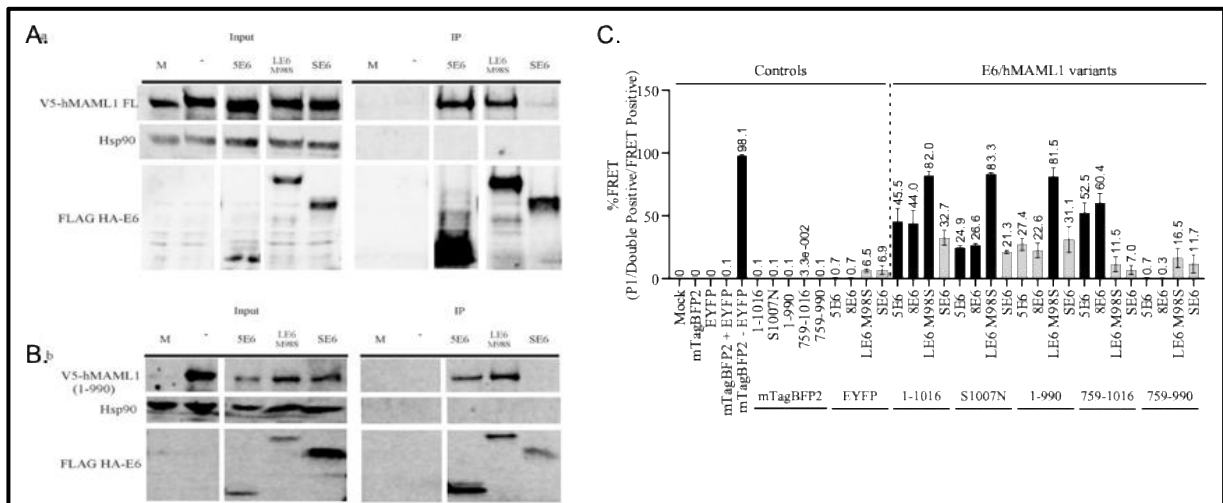 A.
a
Input
IP
M
-
5E6
LE6
M98S
SE6
M
-
5E6
LE6
M98S
SE6
V5-hMAML1 FL
Hsp90
FLAG HA-E6
B.
b
Input
IP
M
-
5E6
LE6
M98S
SE6
M
-
5E6
LE6
M98S
SE6
V5-hMAML1
(1-990)
Hsp90
FLAG HA-E6
C.
Controls
E6/hMAML1 variants
%FRET
(P1/Double Positive/FRET Positive)
150
100
50
0
0
0
0
0.1
98.1
0.1
0.1
0.1
3.3e-002
0.1
0.7
0.7
6.5
6.9
45.5
44.0
82.0
32.7
24.9
26.6
83.3
21.3
27.4
22.6
81.5
31.1
52.5
60.4
11.5
7.0
0.7
0.3
16.5
11.7
Mock
mTagBFP2
EYFP
mTagBFP2 + EYFP
mTagBFP2 - EYFP
1-1016
S1007N
1-990
759-1016
759-990
5E6
8E6
LE6 M98S
SE6
5E6
8E6
LE6 M98S
SE6
5E6
8E6
LE6 M98S
SE6
5E6
8E6
LE6 M98S
SE6
5E6
8E6
LE6 M98S
SE6
5E6
8E6
LE6 M98S
SE6
mTagBFP2
EYFP
1-1016
S1007N
1-990
759-1016
759-990